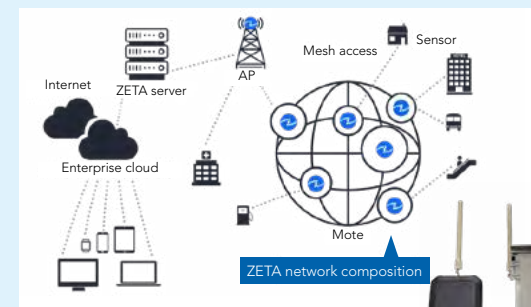 Mesh access
Sensor
AP
Internet
ZETA server
Enterprise cloud
Mote
ZETA network composition